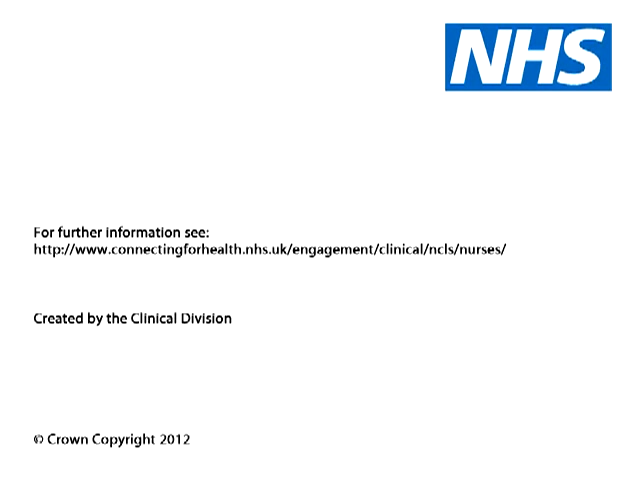 NHS
For further information see:
http://www.connectingforhealth.nhs.uk/engagement/clinical/ncls/nurses/
Created by the Clinical Division
© Crown Copyright 2012